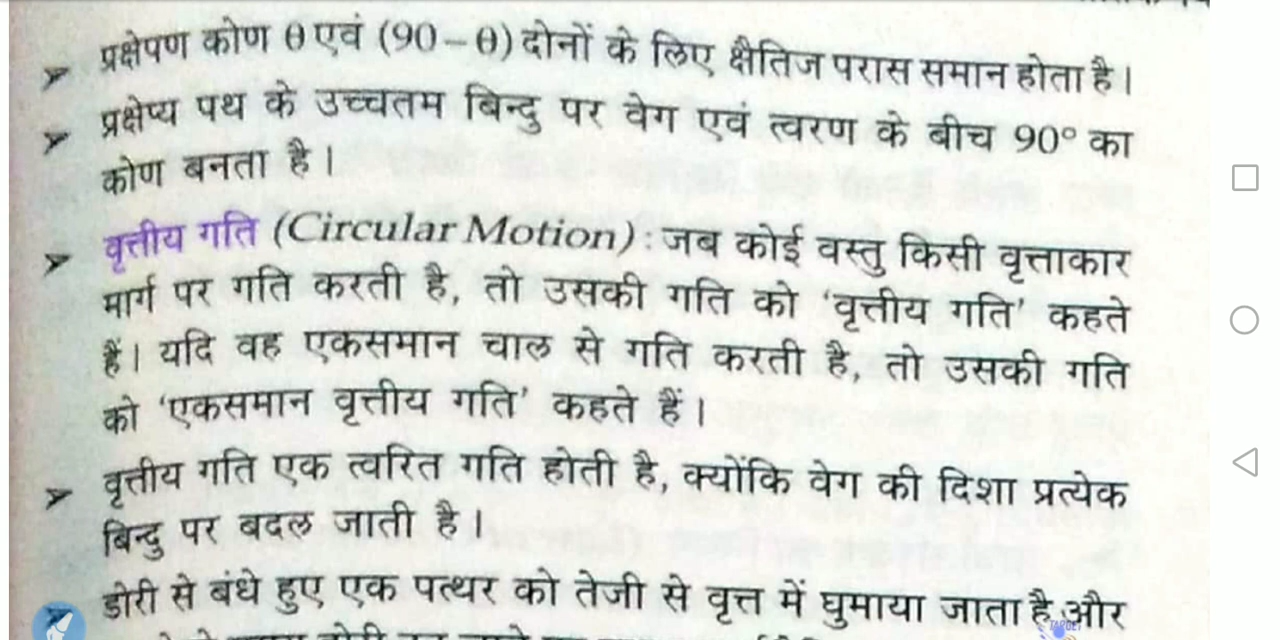 ➤ प्रक्षेपण कोण θ एवं (90 – θ) दोनों के लिए क्षैतिज परास समान होता है।
➤ प्रक्षेप्य पथ के उच्चतम बिन्दु पर वेग एवं त्वरण के बीच 90° का
कोण बनता है।
➤ वृत्तीय गति (Circular Motion) : जब कोई वस्तु किसी वृत्ताकार
मार्ग पर गति करती है, तो उसकी गति को 'वृत्तीय गति' कहते
हैं। यदि वह एकसमान चाल से गति करती है, तो उसकी गति
को 'एकसमान वृत्तीय गति' कहते हैं।
➤ वृत्तीय गति एक त्वरित गति होती है, क्योंकि वेग की दिशा प्रत्येक
बिन्दु पर बदल जाती है।
डोरी से बंधे हुए एक पत्थर को तेजी से वृत्त में घुमाया जाता है और
TARGET